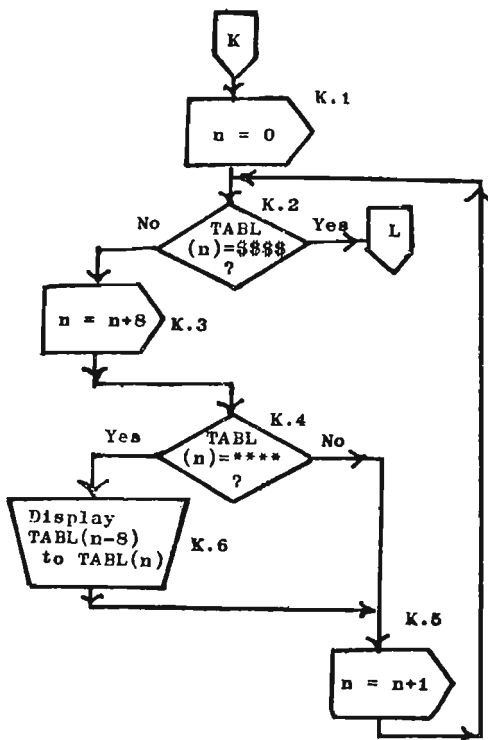 K
K.1
n = 0
K.2
No
TABL
(n)=$$$$
?
Yes
L
n = n+8
K.3
K.4
Yes
TABL
(n)=****
?
No
Display
TABL(n-8)
to TABL(n)
K.6
K.5
n = n+1